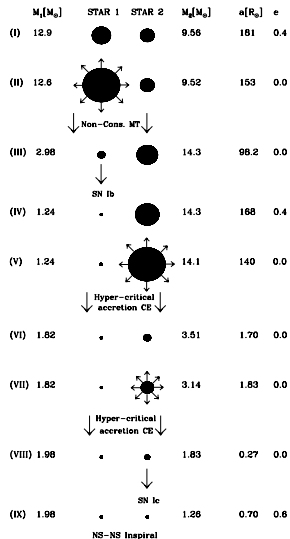 M₁[M⊙] STAR 1 STAR 2 M₂[M⊙] a[R⊙] e
(I) 12.9 9.56 181 0.4
(II) 12.6 9.52 153 0.0
Non-Cons. MT
(III) 2.98 14.3 98.2 0.0
SN Ib
(IV) 1.24 14.3 168 0.4
(V) 1.24 14.1 140 0.0
Hyper-critical
accretion CE
(VI) 1.82 3.51 1.70 0.0
(VII) 1.82 3.14 1.83 0.0
Hyper-critical
accretion CE
(VIII) 1.98 1.83 0.27 0.0
SN Ic
(IX) 1.98 1.26 0.70 0.6
NS-NS Inspiral